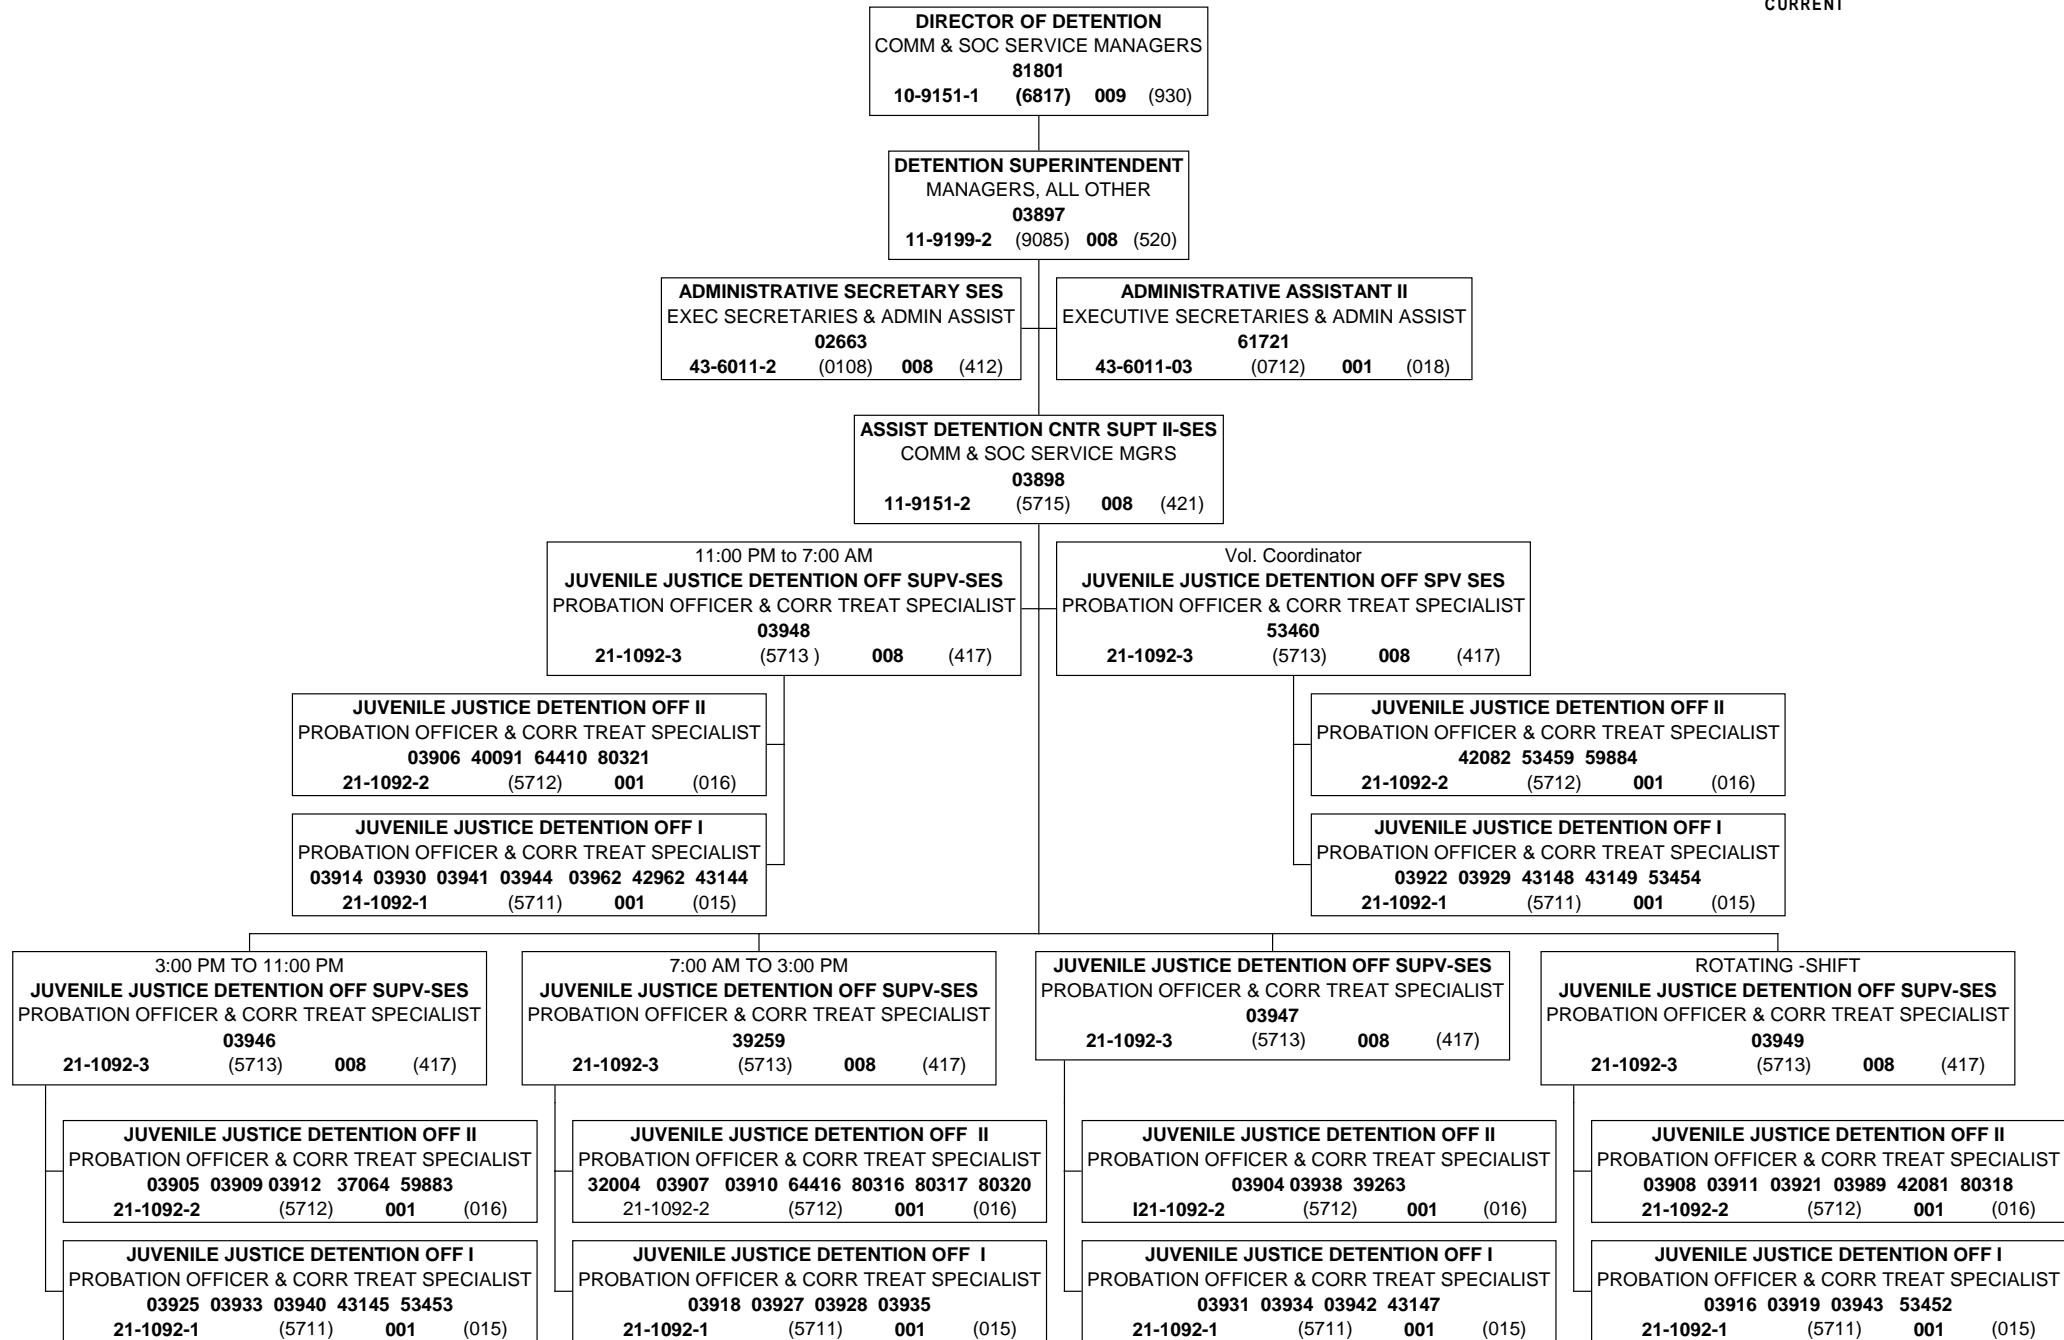 CURRENT
DIRECTOR OF DETENTION
COMM & SOC SERVICE MANAGERS
81801
10-9151-1 (6817) 009 (930)
DETENTION SUPERINTENDENT
MANAGERS, ALL OTHER
03897
11-9199-2 (9085) 008 (520)
ADMINISTRATIVE SECRETARY SES
EXEC SECRETARIES & ADMIN ASSIST
02663
43-6011-2 (0108) 008 (412)
ADMINISTRATIVE ASSISTANT II
EXECUTIVE SECRETARIES & ADMIN ASSIST
61721
43-6011-03 (0712) 001 (018)
ASSIST DETENTION CNTR SUPT II-SES
COMM & SOC SERVICE MGRS
03898
11-9151-2 (5715) 008 (421)
11:00 PM to 7:00 AM
JUVENILE JUSTICE DETENTION OFF SUPV-SES
PROBATION OFFICER & CORR TREAT SPECIALIST
03948
21-1092-3 (5713 ) 008 (417)
Vol. Coordinator
JUVENILE JUSTICE DETENTION OFF SPV SES
PROBATION OFFICER & CORR TREAT SPECIALIST
53460
21-1092-3 (5713) 008 (417)
JUVENILE JUSTICE DETENTION OFF II
PROBATION OFFICER & CORR TREAT SPECIALIST
03906 40091 64410 80321
21-1092-2 (5712) 001 (016)
JUVENILE JUSTICE DETENTION OFF I
PROBATION OFFICER & CORR TREAT SPECIALIST
03914 03930 03941 03944 03962 42962 43144
21-1092-1 (5711) 001 (015)
JUVENILE JUSTICE DETENTION OFF II
PROBATION OFFICER & CORR TREAT SPECIALIST
42082 53459 59884
21-1092-2 (5712) 001 (016)
JUVENILE JUSTICE DETENTION OFF I
PROBATION OFFICER & CORR TREAT SPECIALIST
03922 03929 43148 43149 53454
21-1092-1 (5711) 001 (015)
3:00 PM TO 11:00 PM
JUVENILE JUSTICE DETENTION OFF SUPV-SES
PROBATION OFFICER & CORR TREAT SPECIALIST
03946
21-1092-3 (5713) 008 (417)
7:00 AM TO 3:00 PM
JUVENILE JUSTICE DETENTION OFF SUPV-SES
PROBATION OFFICER & CORR TREAT SPECIALIST
39259
21-1092-3 (5713) 008 (417)
JUVENILE JUSTICE DETENTION OFF SUPV-SES
PROBATION OFFICER & CORR TREAT SPECIALIST
03947
21-1092-3 (5713) 008 (417)
ROTATING -SHIFT
JUVENILE JUSTICE DETENTION OFF SUPV-SES
PROBATION OFFICER & CORR TREAT SPECIALIST
03949
21-1092-3 (5713) 008 (417)
JUVENILE JUSTICE DETENTION OFF II
PROBATION OFFICER & CORR TREAT SPECIALIST
03905 03909 03912 37064 59883
21-1092-2 (5712) 001 (016)
JUVENILE JUSTICE DETENTION OFF II
PROBATION OFFICER & CORR TREAT SPECIALIST
32004 03907 03910 64416 80316 80317 80320
21-1092-2 (5712) 001 (016)
JUVENILE JUSTICE DETENTION OFF II
PROBATION OFFICER & CORR TREAT SPECIALIST
03904 03938 39263
I21-1092-2 (5712) 001 (016)
JUVENILE JUSTICE DETENTION OFF II
PROBATION OFFICER & CORR TREAT SPECIALIST
03908 03911 03921 03989 42081 80318
21-1092-2 (5712) 001 (016)
JUVENILE JUSTICE DETENTION OFF I
PROBATION OFFICER & CORR TREAT SPECIALIST
03925 03933 03940 43145 53453
21-1092-1 (5711) 001 (015)
JUVENILE JUSTICE DETENTION OFF I
PROBATION OFFICER & CORR TREAT SPECIALIST
03918 03927 03928 03935
21-1092-1 (5711) 001 (015)
JUVENILE JUSTICE DETENTION OFF I
PROBATION OFFICER & CORR TREAT SPECIALIST
03931 03934 03942 43147
21-1092-1 (5711) 001 (015)
JUVENILE JUSTICE DETENTION OFF I
PROBATION OFFICER & CORR TREAT SPECIALIST
03916 03919 03943 53452
21-1092-1 (5711) 001 (015)